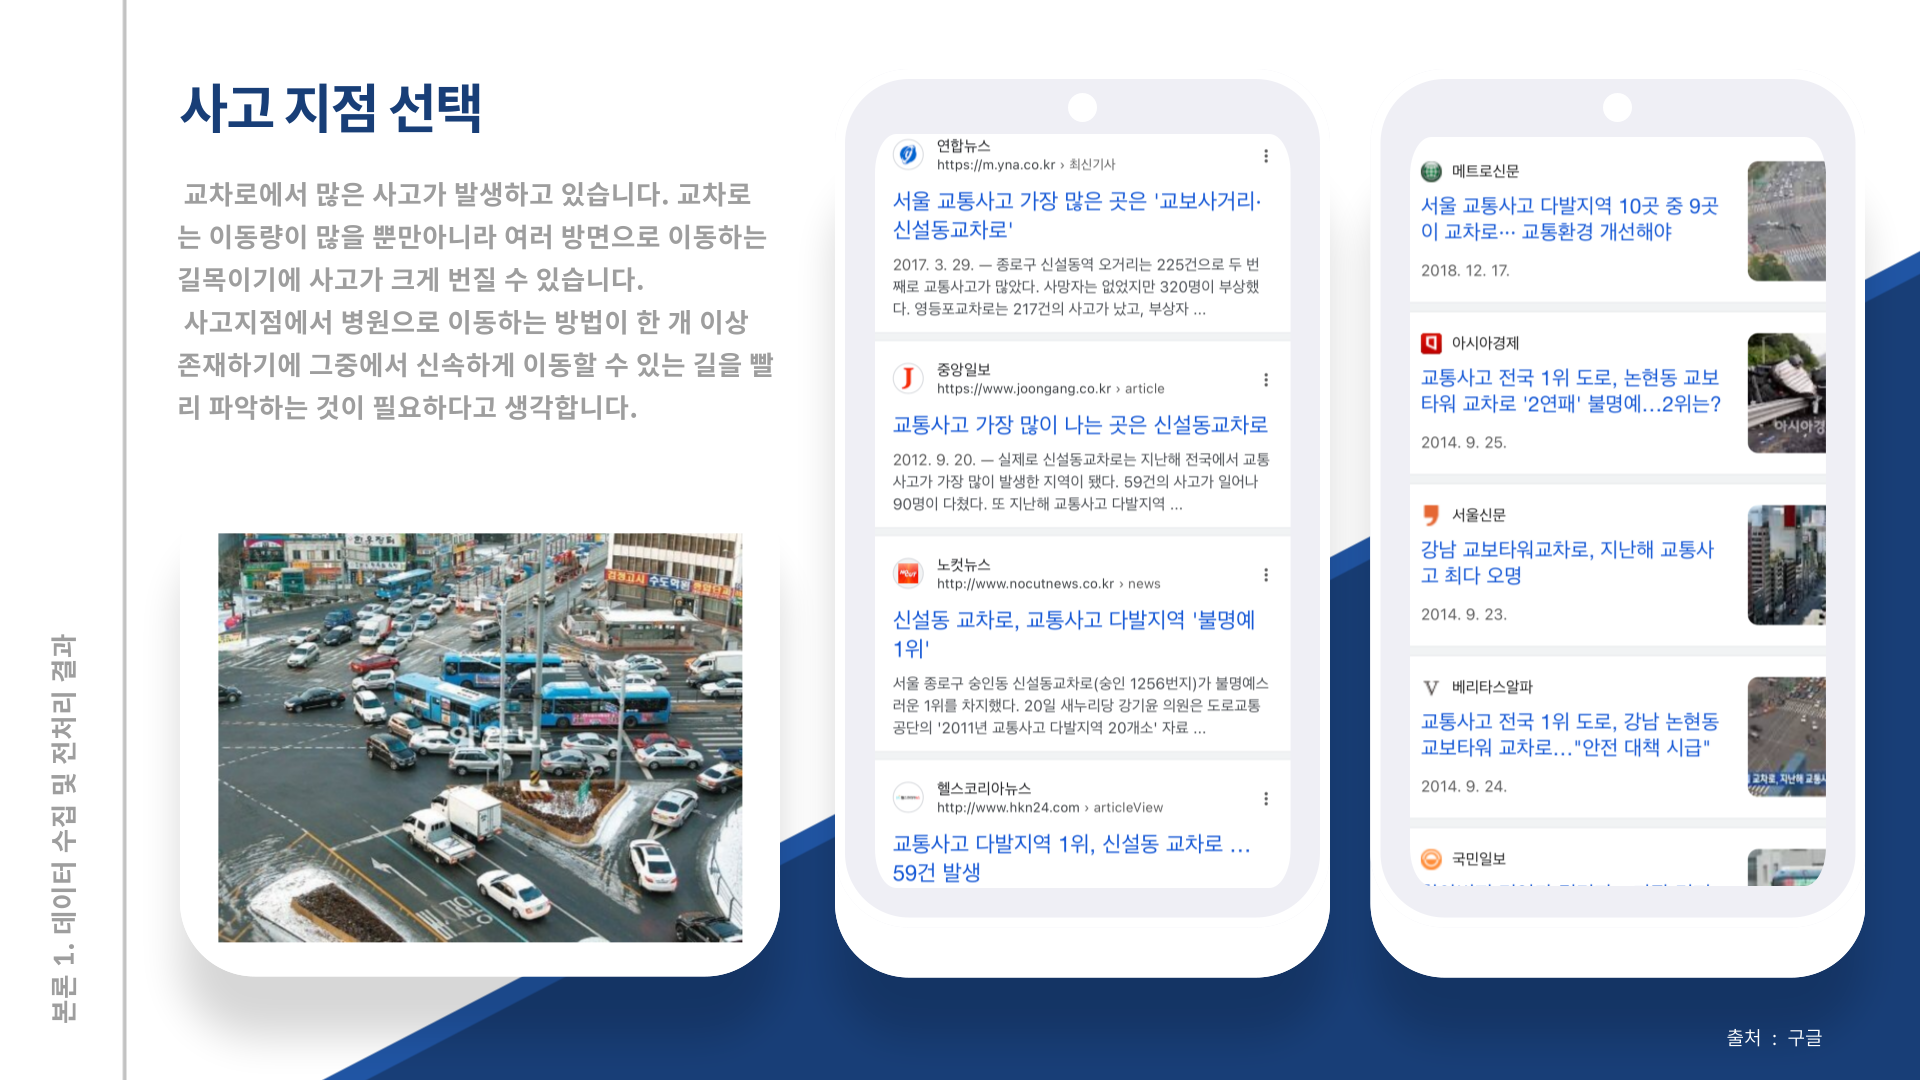 사고 지점 선택
교차로에서 많은 사고가 발생하고 있습니다. 교차로
는 이동량이 많을 뿐만아니라 여러 방면으로 이동하는
길목이기에 사고가 크게 번질 수 있습니다.
사고지점에서 병원으로 이동하는 방법이 한 개 이상
존재하기에 그중에서 신속하게 이동할 수 있는 길을 빨
리 파악하는 것이 필요하다고 생각합니다.
본론 1. 데이터 수집 및 전처리 결과
검정고시 수도학원
연합뉴스
https://m.yna.co.kr › 최신기사
서울 교통사고 가장 많은 곳은 '교보사거리·
신설동교차로'
2017. 3. 29. — 종로구 신설동역 오거리는 225건으로 두 번
째로 교통사고가 많았다. 사망자는 없었지만 320명이 부상했
다. 영등포교차로는 217건의 사고가 났고, 부상자 ...
J
중앙일보
https://www.joongang.co.kr › article
교통사고 가장 많이 나는 곳은 신설동교차로
2012. 9. 20. — 실제로 신설동교차로는 지난해 전국에서 교통
사고가 가장 많이 발생한 지역이 됐다. 59건의 사고가 일어나
90명이 다쳤다. 또 지난해 교통사고 다발지역 ...
노컷뉴스
http://www.nocutnews.co.kr › news
신설동 교차로, 교통사고 다발지역 '불명예
1위'
서울 종로구 숭인동 신설동교차로(숭인 1256번지)가 불명예스
러운 1위를 차지했다. 20일 새누리당 강기윤 의원은 도로교통
공단의 '2011년 교통사고 다발지역 20개소' 자료 ...
헬스코리아뉴스
http://www.hkn24.com › articleView
교통사고 다발지역 1위, 신설동 교차로 ...
59건 발생
메트로신문
서울 교통사고 다발지역 10곳 중 9곳
이 교차로… 교통환경 개선해야
2018. 12. 17.
아시아경제
교통사고 전국 1위 도로, 논현동 교보
타워 교차로 '2연패' 불명예...2위는?
2014. 9. 25.
아시아경
서울신문
강남 교보타워교차로, 지난해 교통사
고 최다 오명
2014. 9. 23.
V
베리타스알파
교통사고 전국 1위 도로, 강남 논현동
교보타워 교차로..."안전 대책 시급"
2014. 9. 24.
교차로, 지난해 교통사
국민일보
출처 : 구글